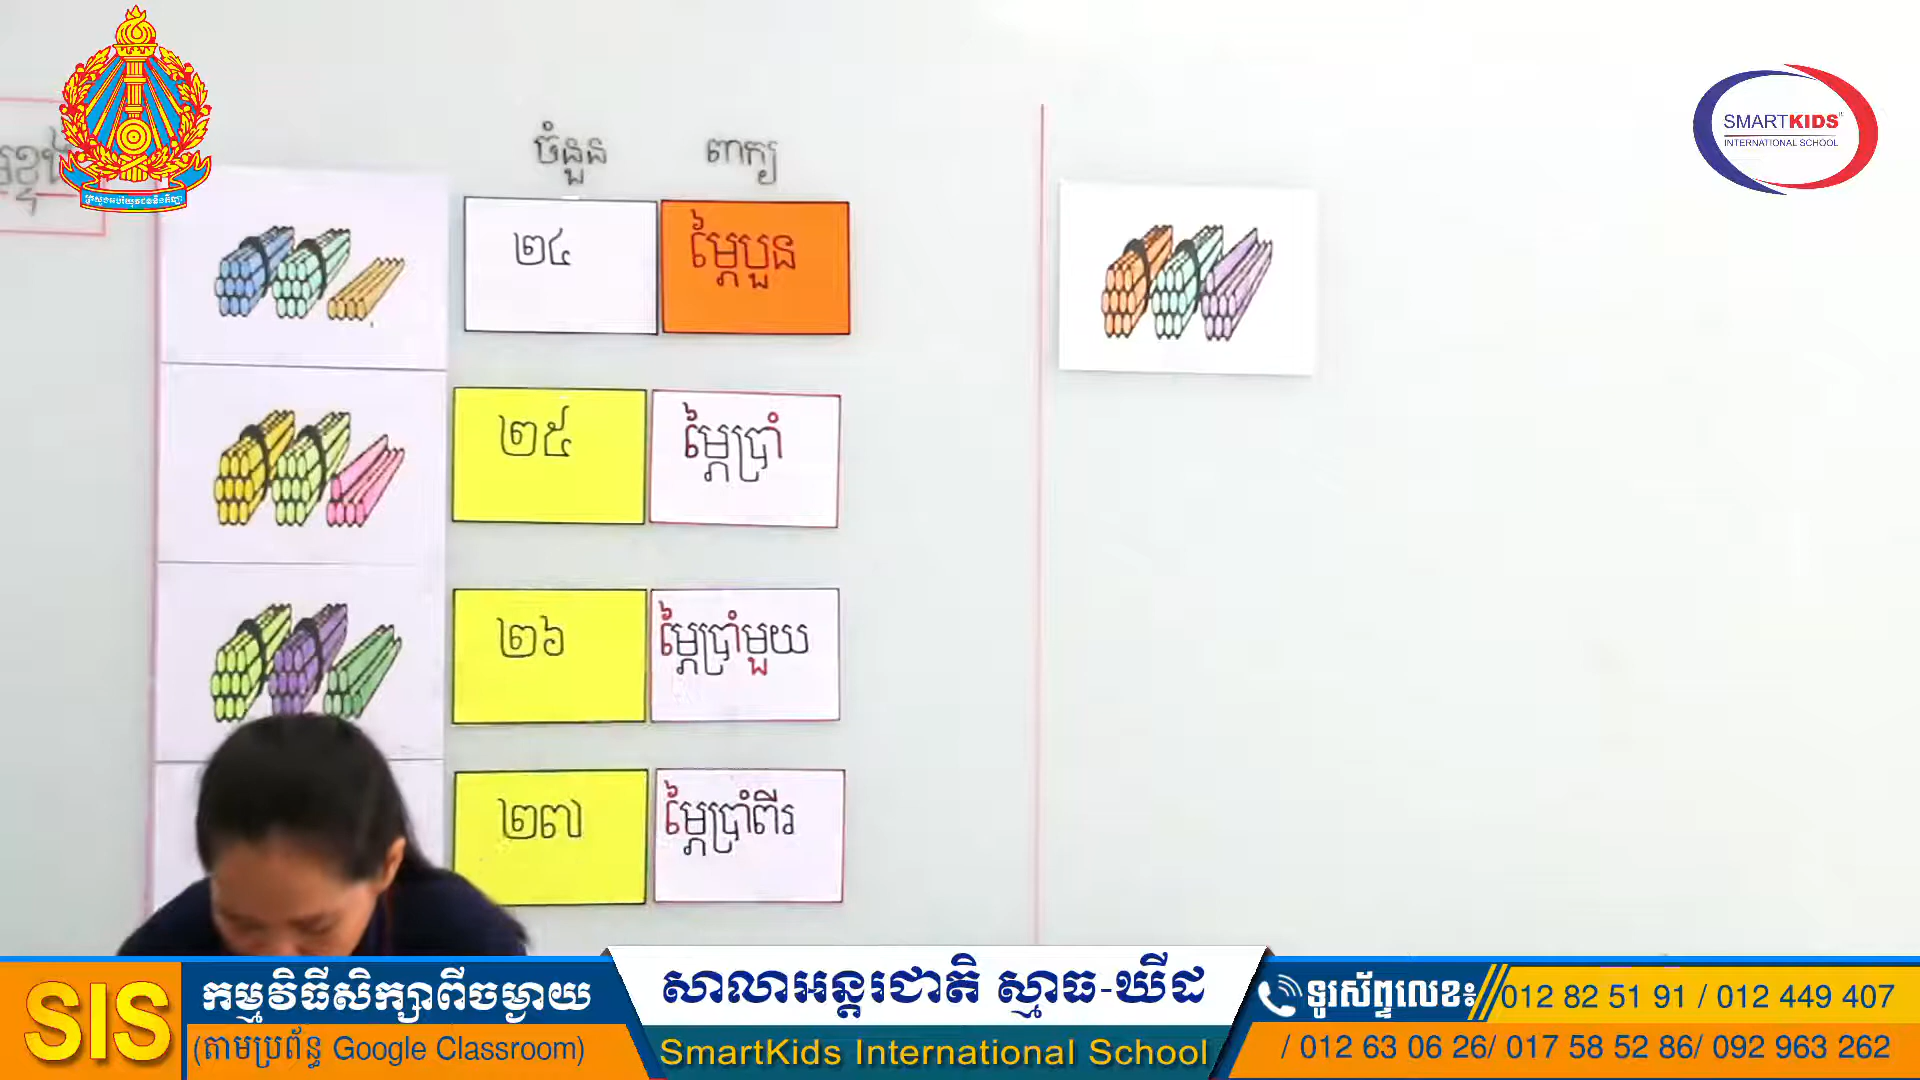 SMARTKIDS
INTERNATIONAL SCHOOL
ចំនួន ពាក្យ
២៤ ម្ភៃបួន
២៥ ម្ភៃប្រាំ
២៦ ម្ភៃប្រាំមួយ
២៧ ម្ភៃប្រាំពីរ
SIS
កម្មវិធីសិក្សាពីចម្ងាយ
(តាមប្រព័ន្ធ Google Classroom)
សាលាអន្តរជាតិ ស្មាធ-ឃីដ
SmartKids International School
ទូរស័ព្ទលេខ៖ 012 82 51 91 / 012 449 407
/ 012 63 06 26/ 017 58 52 86/ 092 963 262